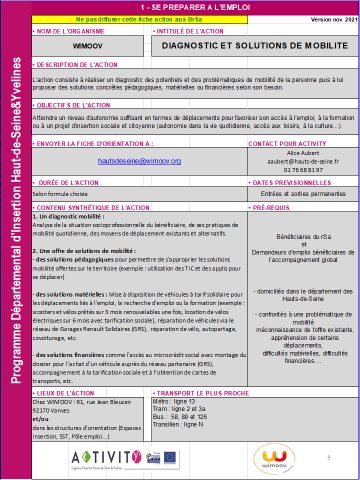 1 - SE PREPARER A L'EMPLOI
Ne pas diffuser cette fiche action aux BrSa
Version nov 2021
• NOM DE L'ORGANISME
• INTITULÉ DE L'ACTION
WIMOOV
DIAGNOSTIC ET SOLUTIONS DE MOBILITE
• DESCRIPTION DE L'ACTION
L'action consiste à réaliser un diagnostic des potentiels et des problématiques de mobilité de la personne puis à lui
proposer des solutions concrètes pédagogiques, matérielles ou financières selon son besoin.
• OBJECTIFS DE L'ACTION
Atteindre un niveau d'autonomie suffisant en termes de déplacements pour favoriser son accès à l'emploi, à la formation
ou à un projet d'insertion sociale et citoyenne (autonomie dans la vie quotidienne, accès aux loisirs, à la culture...).
• ENVOYER LA FICHE D'ORIENTATION A :
CONTACT POUR ACTIVITY
hautsdeseine@wimoov.org
Alice Aubert
aaubert@hauts-de-seine.fr
01 76 68 81 97
• DURÉE DE L'ACTION
• DATES PREVISIONNELLES
Selon formule choisie
Entrées et sorties permanentes
• CONTENU SYNTHÉTIQUE DE L'ACTION
• PRÉ-REQUIS
1. Un diagnostic mobilité :
Analyse de la situation socioprofessionnelle du bénéficiaire, de ses pratiques de
mobilité quotidienne, des moyens de déplacement existants et alternatifs.
2. Une offre de solutions de mobilité :
- des solutions pédagogiques pour permettre de s'approprier les solutions
mobilité offertes sur le territoire (exemple : utilisation des TIC et des applis pour
se déplacer)
- des solutions matérielles : Mise à disposition de véhicules à tarif solidaire pour
les déplacements liés à l'emploi, la recherche d'emploi ou la formation (exemple :
scooters et vélos prêtés sur 3 mois renouvelables une fois, location de vélos
électriques sur 6 mois avec tarification sociale), réparation de véhicules via le
réseau de Garages Renault Solidaires (GRS), réparation de vélo, autopartage,
covoiturage, etc.
- des solutions financières comme l'accès au microcrédit social avec montage du
dossier pour l'achat d'un véhicule auprès du réseau partenaire (GRS),
accompagnement à la tarification sociale et à l'obtention de cartes de
transports, etc.
Bénéficiaires du rSa
et
Demandeurs d'emploi bénéficiaires de
l'accompagnement global
- domiciliés dans le département des
Hauts-de-Seine
- confrontés à une problématique de
mobilité
méconnaissance de l'offre existante,
appréhension de certains
déplacements,
difficultés matérielles, difficultés
financières....
• LIEUX DE L'ACTION
• TRANSPORT LE PLUS PROCHE
Chez WIMOOV : 91, rue Jean Bleuzen
92170 Vanves
et/ou
dans les structures d'orientation (Espaces
Insertion, SST, Pôle emploi...)
Métro : ligne 13
Tram : ligne 2 et 3a
Bus : 58, 89 et 126
Transilien : ligne N
Programme Départemental d'Insertion Haut-de-Seine&Yvelines
ACTIVITY
wimoov